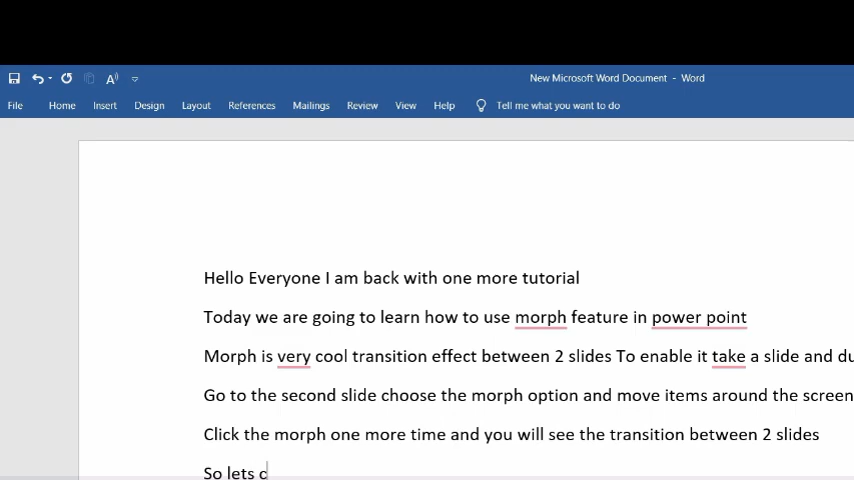 New Microsoft Word Document - Word
File Home Insert Design Layout References Mailings Review View Help Tell me what you want to do
Hello Everyone I am back with one more tutorial
Today we are going to learn how to use morph feature in power point
Morph is very cool transition effect between 2 slides To enable it take a slide and du
Go to the second slide choose the morph option and move items around the screen
Click the morph one more time and you will see the transition between 2 slides
So lets c